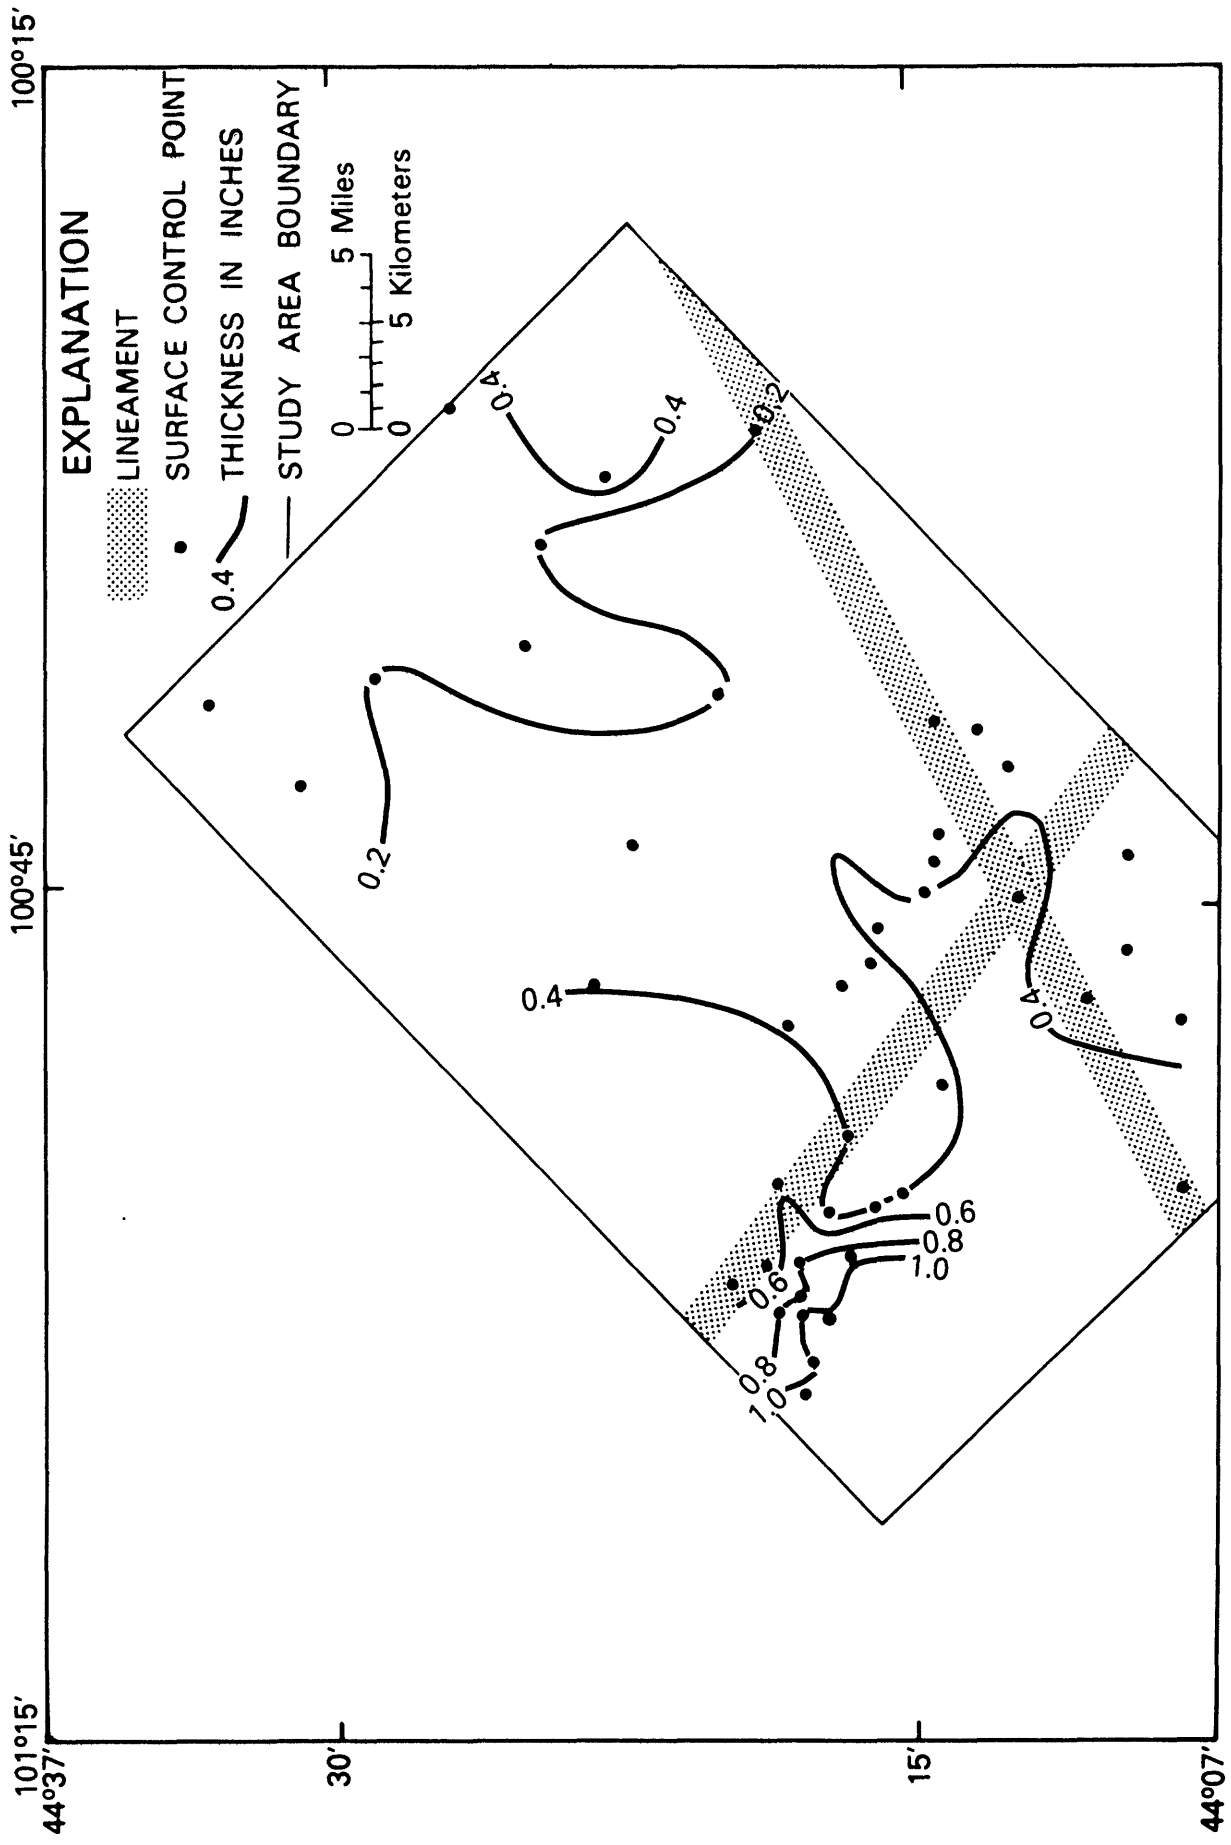 EXPLANATION
LINEAMENT
SURFACE CONTROL POINT
0.4 THICKNESS IN INCHES
STUDY AREA BOUNDARY
0 5 Miles
0 5 Kilometers
101°15′
100°45′
100°15′
44°37′
30′
15′
44°07′
0.2
0.4
0.4
0.2
0.4
0.4
0.6
0.8
1.0
0.6
0.8
1.0